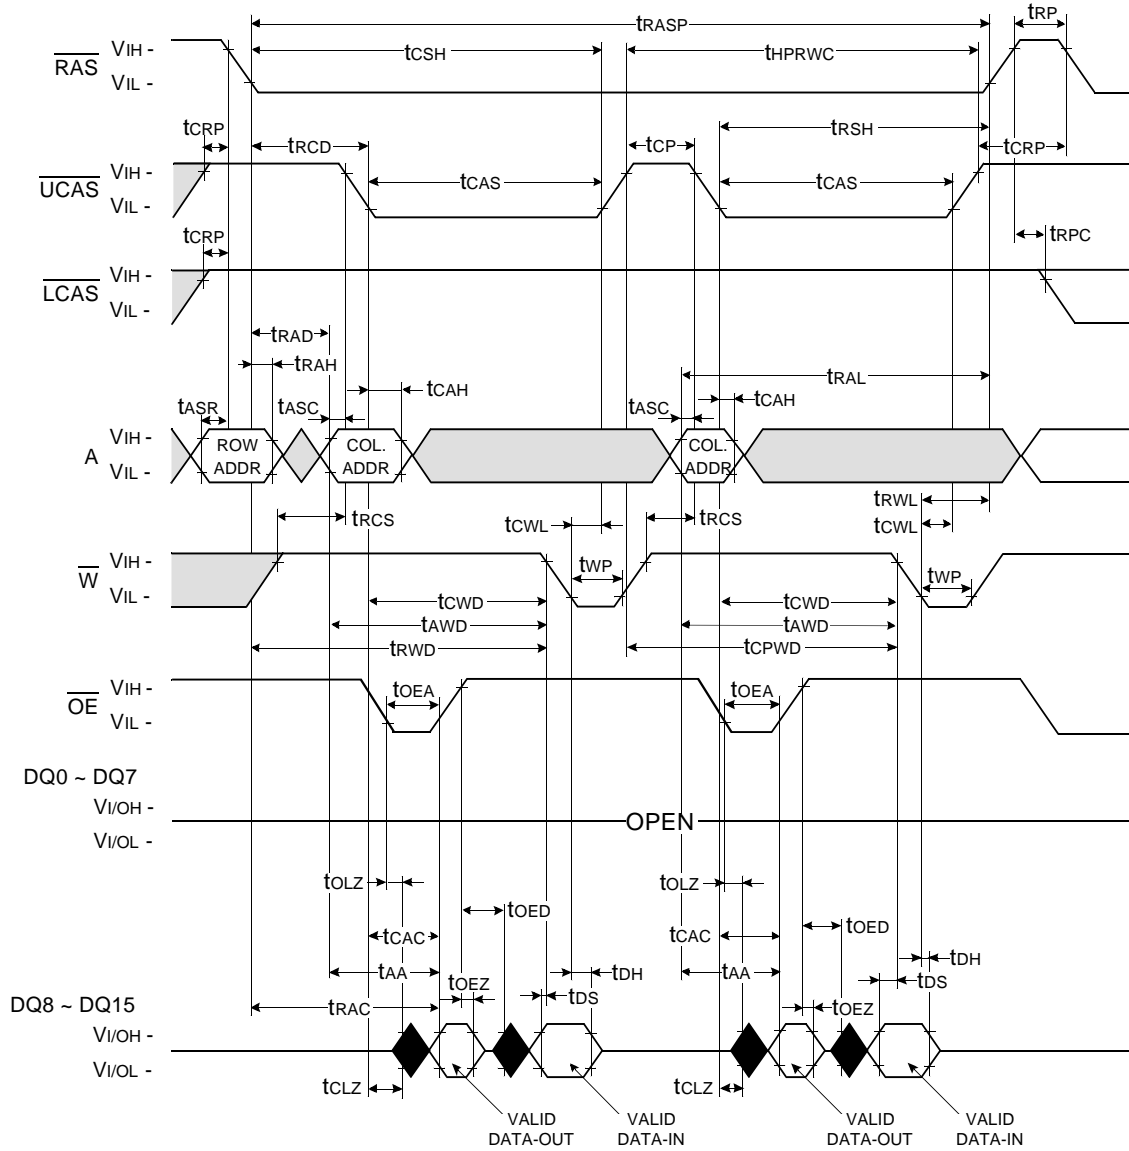 tRASP
tRP
VIH -
RAS
VIL -
tCSH
tHPRWC
tCRP
tRCD
tCP
tRSH
tCRP
VIH -
UCAS
VIL -
tCAS
tCAS
tCRP
tRPC
VIH -
LCAS
VIL -
tRAD
tRAH
tCAH
tRAL
tASR
tASC
tASC
tCAH
VIH -
A
VIL -
ROW
ADDR
COL.
ADDR
COL.
ADDR
tRWL
tRCS
tCWL
tRCS
tCWL
VIH -
W
VIL -
tWP
tWP
tCWD
tCWD
tAWD
tAWD
tRWD
tCPWD
VIH -
OE
VIL -
tOEA
tOEA
DQ0 ~ DQ7
VI/OH -
VI/OL -
OPEN
tOLZ
tOLZ
tOED
tOED
tCAC
tCAC
tDH
tDH
tAA
tAA
tOEZ
tDS
tDS
tOEZ
tRAC
DQ8 ~ DQ15
VI/OH -
VI/OL -
tCLZ
tCLZ
VALID
DATA-OUT
VALID
DATA-IN
VALID
DATA-OUT
VALID
DATA-IN